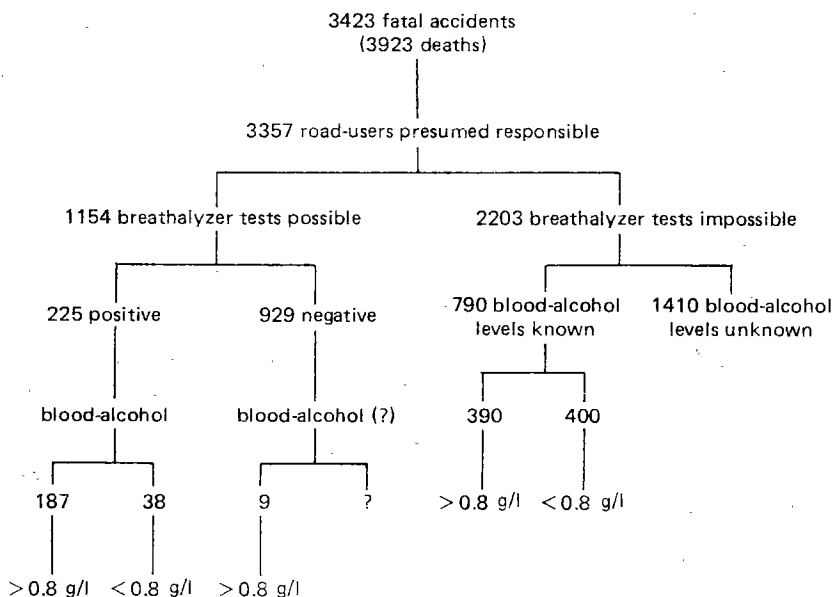 3423 fatal accidents
(3923 deaths)
3357 road-users presumed responsible
1154 breathalyzer tests possible
2203 breathalyzer tests impossible
225 positive
929 negative
790 blood-alcohol
levels known
1410 blood-alcohol
levels unknown
blood-alcohol
blood-alcohol (?)
390
400
187
38
9
?
>0.8 g/l
<0.8 g/l
>0.8 g/l
<0.8 g/l
>0.8 g/l